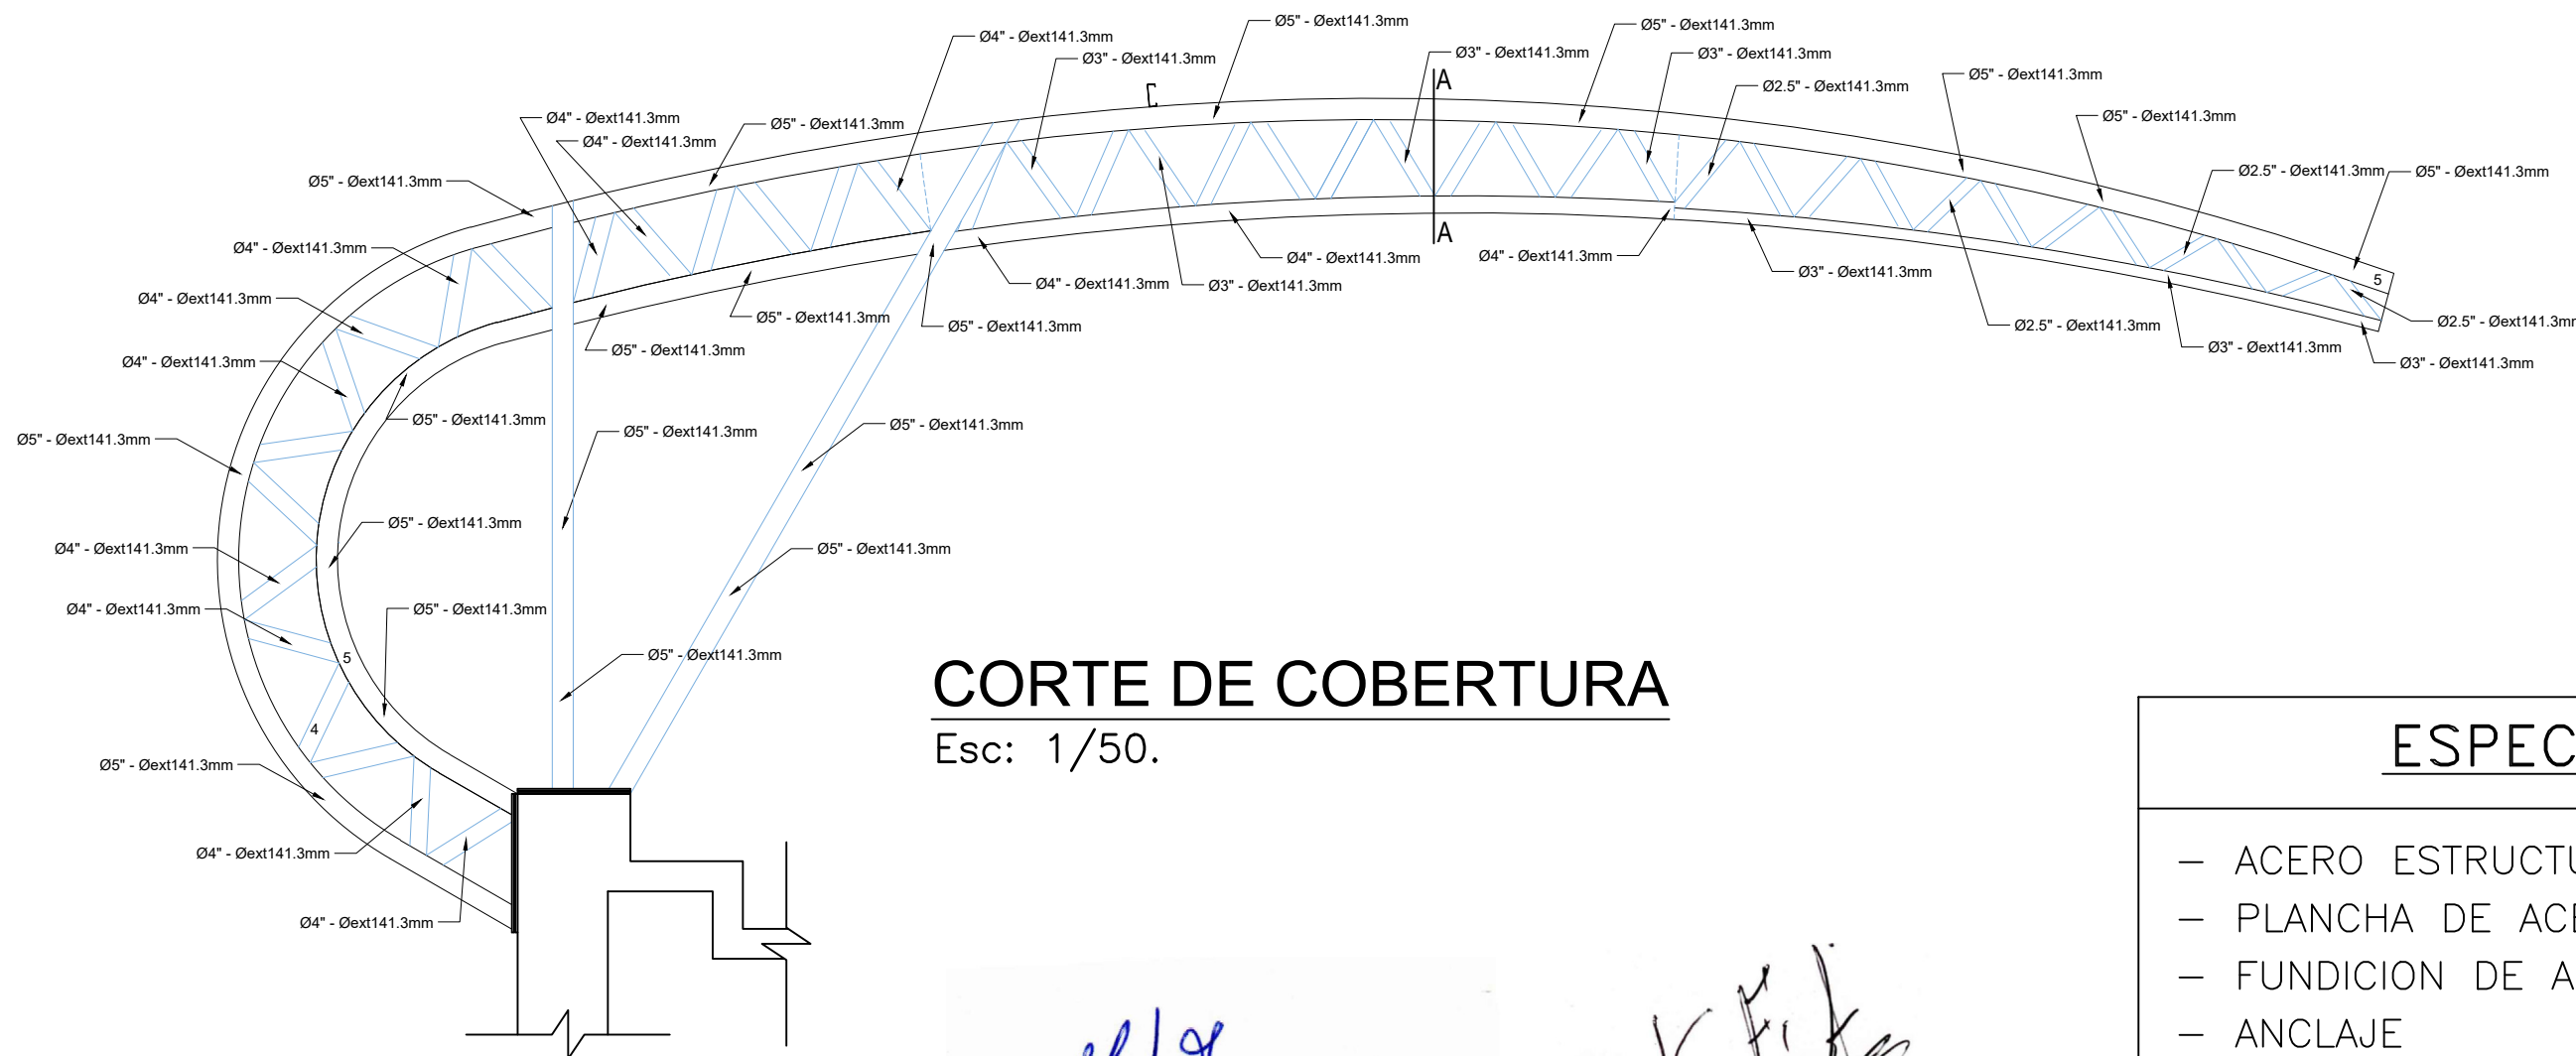 Ø5" - Øext141.3mm
Ø5" - Øext141.3mm
Ø4" - Øext141.3mm
Ø3" - Øext141.3mm
Ø3" - Øext141.3mm
Ø3" - Øext141.3mm
A
Ø5" - Øext141.3mm
Ø2.5" - Øext141.3mm
Ø4" - Øext141.3mm
Ø5" - Øext141.3mm
Ø5" - Øext141.3mm
Ø4" - Øext141.3mm
Ø2.5" - Øext141.3mm
Ø5" - Øext141.3mm
Ø5" - Øext141.3mm
A
Ø4" - Øext141.3mm
Ø4" - Øext141.3mm
Ø4" - Øext141.3mm
Ø3" - Øext141.3mm
5
Ø4" - Øext141.3mm
Ø3" - Øext141.3mm
Ø4" - Øext141.3mm
Ø5" - Øext141.3mm
Ø5" - Øext141.3mm
Ø2.5" - Øext141.3mm
Ø2.5" - Øext141.3mm
Ø5" - Øext141.3mm
Ø3" - Øext141.3mm
Ø4" - Øext141.3mm
Ø3" - Øext141.3mm
Ø5" - Øext141.3mm
Ø5" - Øext141.3mm
Ø5" - Øext141.3mm
Ø5" - Øext141.3mm
Ø5" - Øext141.3mm
Ø4" - Øext141.3mm
Ø5" - Øext141.3mm
Ø4" - Øext141.3mm
Ø5" - Øext141.3mm
5
Ø5" - Øext141.3mm
4
Ø5" - Øext141.3mm
Ø4" - Øext141.3mm
Ø4" - Øext141.3mm
CORTE DE COBERTURA
Esc: 1/50.
ESPEC
- ACERO ESTRUCTU
- PLANCHA DE ACE
- FUNDICION DE A
- ANCLAJE